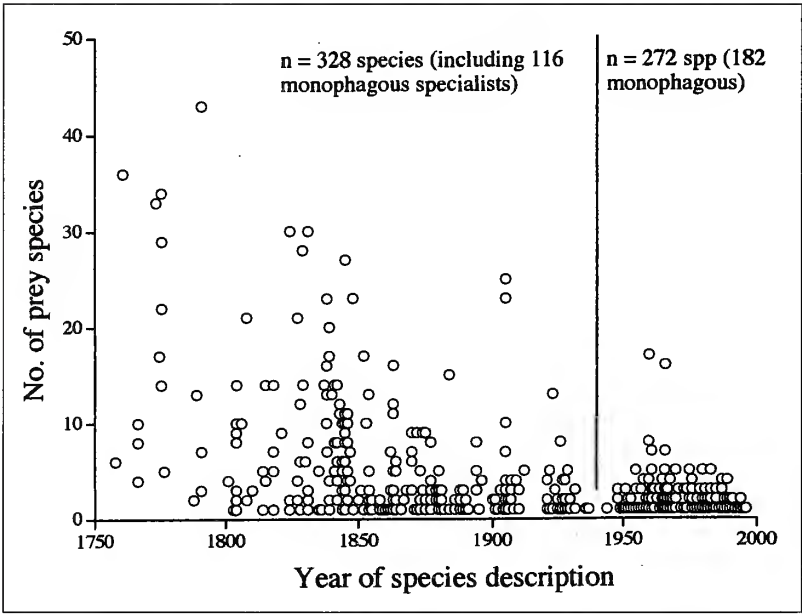 50
40
30
20
10
0
No. of prey species
n = 328 species (including 116
monophagous specialists)
n = 272 spp (182
monophagous)
1750
1800
1850
1900
1950
2000
Year of species description